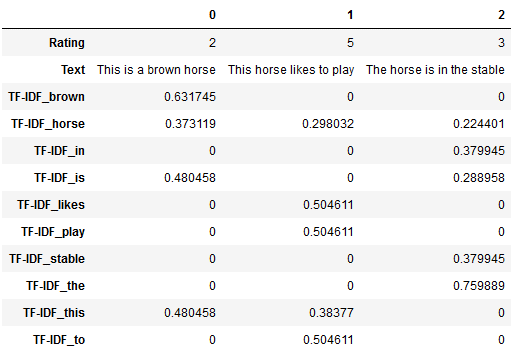 0 1 2
Rating 2 5 3
Text This is a brown horse This horse likes to play The horse is in the stable
TF-IDF_brown 0.631745 0 0
TF-IDF_horse 0.373119 0.298032 0.224401
TF-IDF_in 0 0 0.379945
TF-IDF_is 0.480458 0 0.288958
TF-IDF_likes 0 0.504611 0
TF-IDF_play 0 0.504611 0
TF-IDF_stable 0 0 0.379945
TF-IDF_the 0 0 0.759889
TF-IDF_this 0.480458 0.38377 0
TF-IDF_to 0 0.504611 0